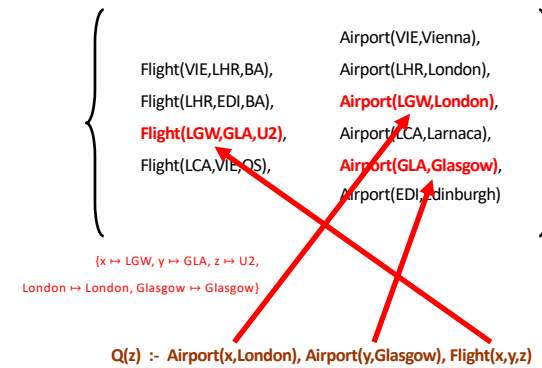 Airport(VIE,Vienna),
Flight(VIE,LHR,BA), Airport(LHR,London),
Flight(LHR,EDI,BA), Airport(LGW,London),
Flight(LGW,GLA,U2), Airport(LCA,Larnaca),
Flight(LCA,VIE,OS), Airport(GLA,Glasgow),
Airport(EDI,Edinburgh)
{x ↦ LGW, y ↦ GLA, z ↦ U2,
London ↦ London, Glasgow ↦ Glasgow}
Q(z) :- Airport(x,London), Airport(y,Glasgow), Flight(x,y,z)